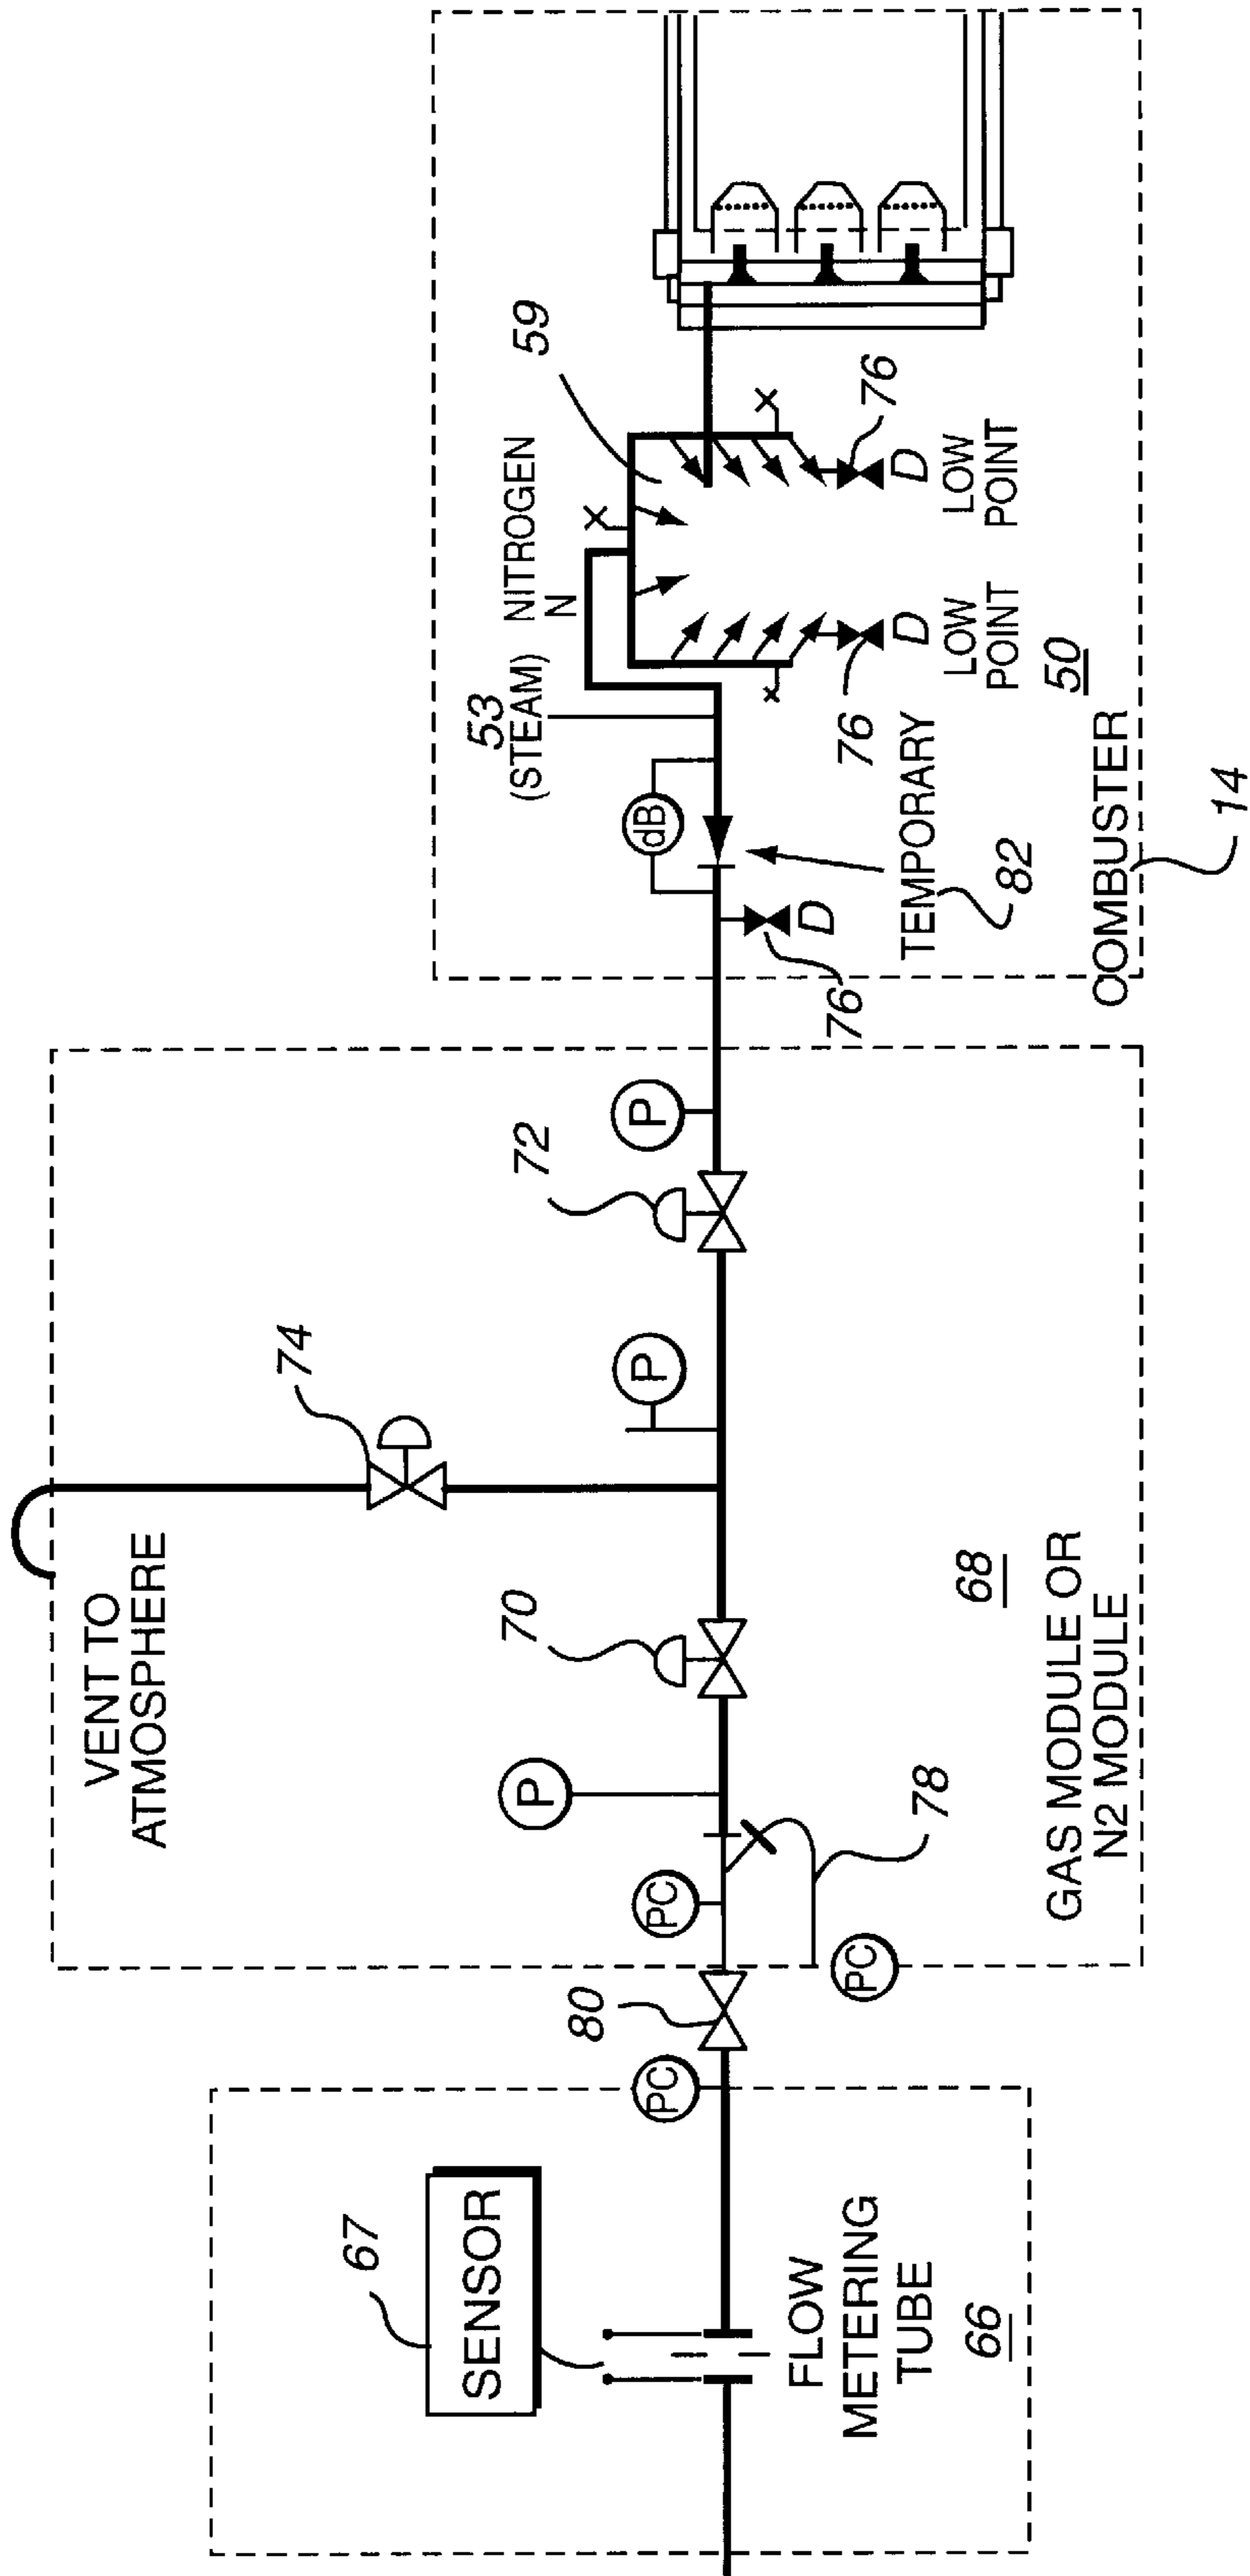 67
SENSOR
FLOW
METERING
TUBE
66
PC
80
PC
PC
78
P
70
VENT TO
ATMOSPHERE
74
P
72
P
68
GAS MODULE OR
N2 MODULE
76
D
dB
TEMPORARY
82
53
(STEAM)
NITROGEN
N
x
x
x
59
76
D
LOW
POINT
76
D
LOW
POINT
50
COMBUSTER
14